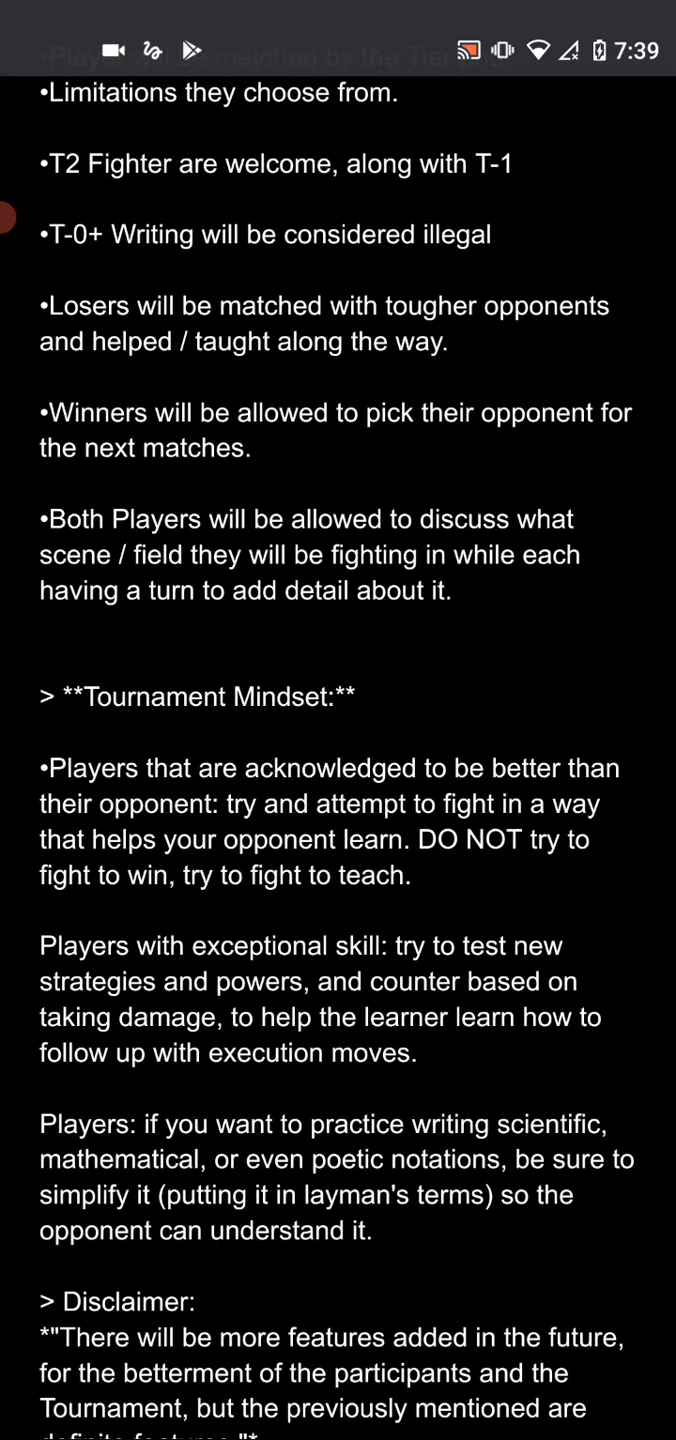 7:39
•Player will be matched by the Tier
•Limitations they choose from.
•T2 Fighter are welcome, along with T-1
•T-0+ Writing will be considered illegal
•Losers will be matched with tougher opponents
and helped / taught along the way.
•Winners will be allowed to pick their opponent for
the next matches.
•Both Players will be allowed to discuss what
scene / field they will be fighting in while each
having a turn to add detail about it.
> **Tournament Mindset:**
•Players that are acknowledged to be better than
their opponent: try and attempt to fight in a way
that helps your opponent learn. DO NOT try to
fight to win, try to fight to teach.
Players with exceptional skill: try to test new
strategies and powers, and counter based on
taking damage, to help the learner learn how to
follow up with execution moves.
Players: if you want to practice writing scientific,
mathematical, or even poetic notations, be sure to
simplify it (putting it in layman's terms) so the
opponent can understand it.
> Disclaimer:
*"There will be more features added in the future,
for the betterment of the participants and the
Tournament, but the previously mentioned are
definite features."*